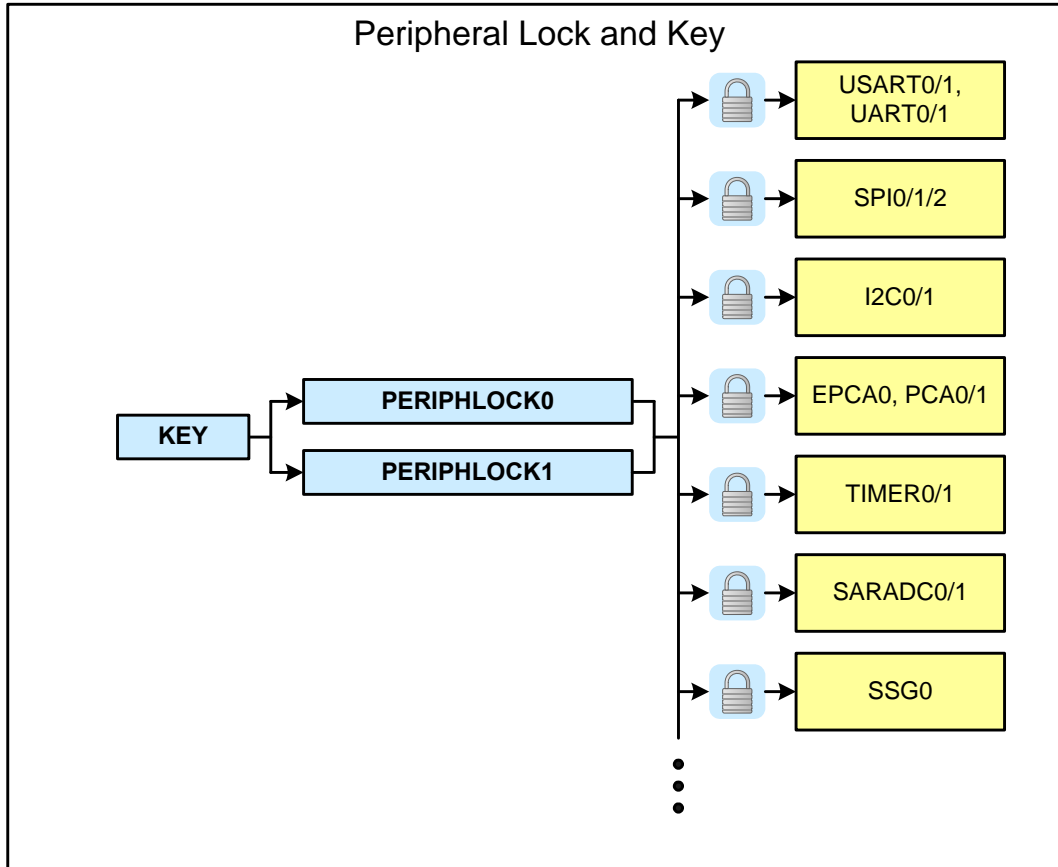 Peripheral Lock and Key
USART0/1,
UART0/1
SPI0/1/2
I2C0/1
EPCA0, PCA0/1
PERIPHLOCK0
KEY
PERIPHLOCK1
TIMER0/1
SARADC0/1
SSG0